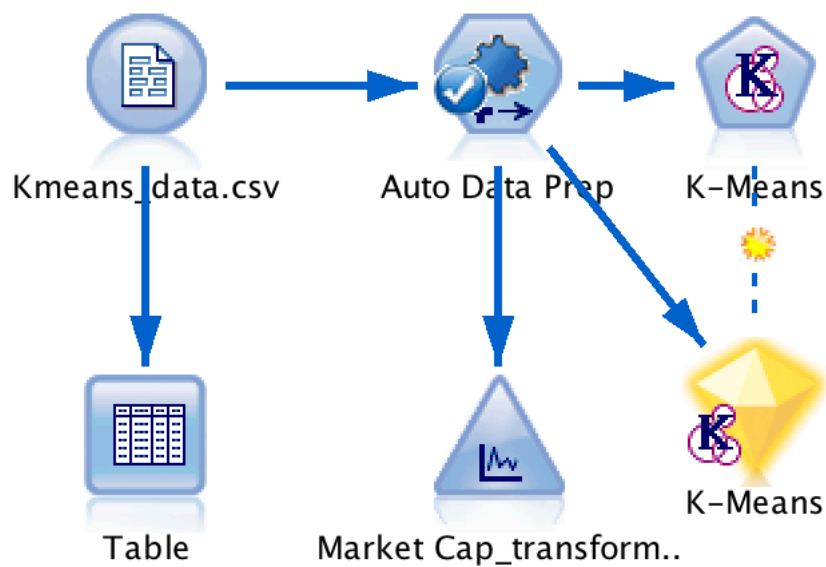 Kmeans_data.csv
Auto Data Prep
K-Means
K
K
K-Means
Table
Market Cap_transform..